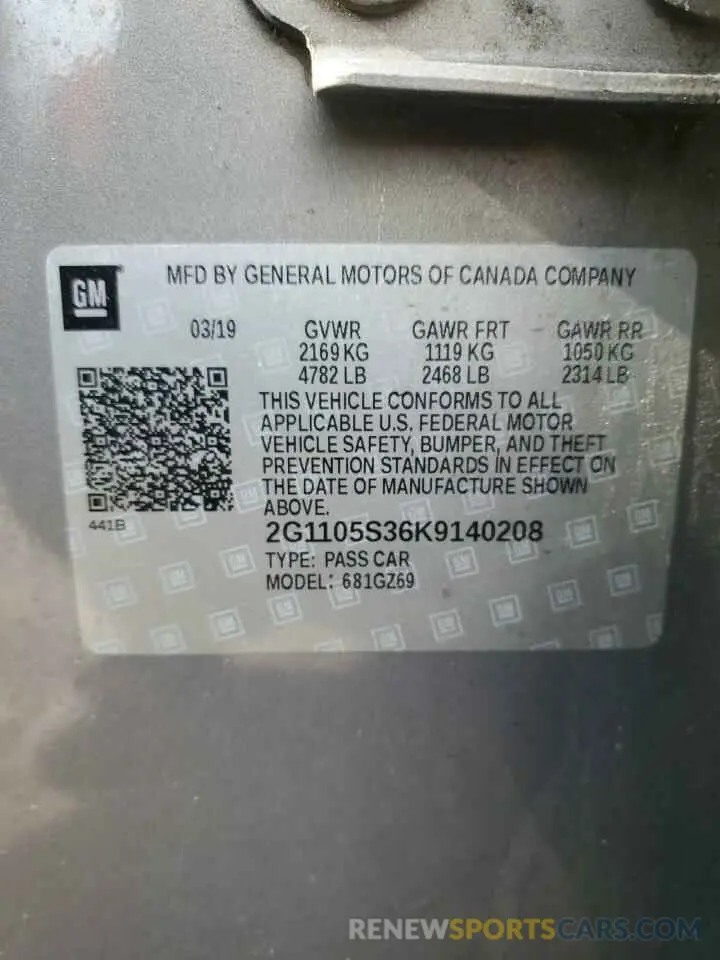 GM
MFD BY GENERAL MOTORS OF CANADA COMPANY
03/19 GVWR GAWR FRT GAWR RR
2169 KG 1119 KG 1050 KG
4782 LB 2468 LB 2314 LB
THIS VEHICLE CONFORMS TO ALL
APPLICABLE U.S. FEDERAL MOTOR
VEHICLE SAFETY, BUMPER, AND THEFT
PREVENTION STANDARDS IN EFFECT ON
THE DATE OF MANUFACTURE SHOWN
ABOVE.
441B
2G1105S36K9140208
TYPE: PASS CAR
MODEL: 681GZ69
RENEWSPORTSCARS.COM